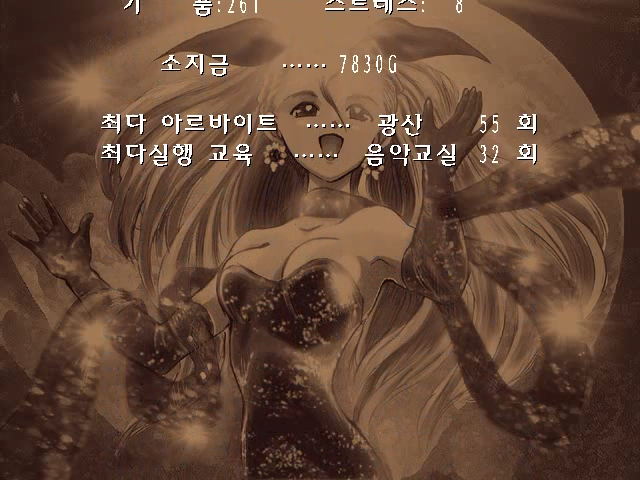 기 품:261 스트레스: 8
소지금 …… 7830G
최다 아르바이트 …… 광산 55 회
최다실행 교육 …… 음악교실 32 회